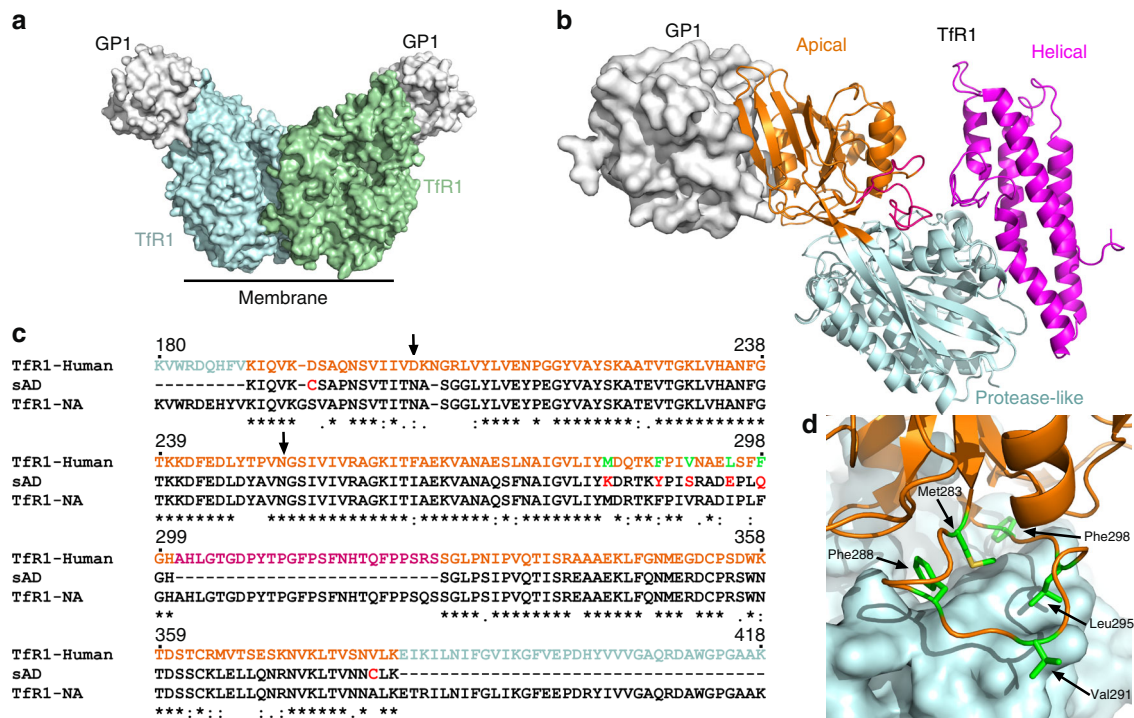 a
GP1
GP1
TfR1
TfR1
Membrane
b
GP1
Apical
TfR1
Helical
Protease-like
c
180 238
TfR1-Human KVWRDQHFVKIQVK-DSAQNSVIIVDKNGRLVYLVENPGGYVAYSKAATVTGKLVHANFG
sAD ---------KIQVK-CSAPNSVTITNA-SGGLYLVEYPEGYVAYSKATEVTGKLVHANFG
TfR1-NA KVWRDEHYVKIQVKGSVAPNSVTITNA-SGGLYLVEYPEGYVAYSKATEVTGKLVHANFG
***** .:*** *.: . :**** * ********: **********
239 298
TfR1-Human TKKDFEDLYTPVNGSIVIVRAGKITFAEKVANAESLNAIGVLIYMDQTKFPIVNAELSFF
sAD TKKDFEDLYAVNGSIVIVRAGKITIAEKVANAQSFNAIGVLIYKDRTKYPISRADEPLQ
TfR1-NA TKKDFEDLDYAVNGSIVIVRAGKITIAEKVANAQSFNAIGVLIYMDRTKFPIVRADIPLF
******** **************:*******:*:********* *.** ** .*: .:
299 358
TfR1-Human GHAHLGTGDPYTPGFPSFNHTQFPPSRSSGLPNIPVQTISRAAAEKLFGNMEGDCPSDWK
sAD GH--------------------------SGLPSIPVQTISREAAEKLFQNMERDCPRSWN
TfR1-NA GHAHLGTGDPYTPGFPSFNHTQFPPSQSSGLPSIPVQTISREAAEKLFQNMERDCPRSWN
** ****.******** ****** *** *** .*:
359 418
TfR1-Human TDSTCRMVTSESKNVKLTVSNVLKEIKILNIFGVIKGFVEPDHYVVVGAQRDAWGPGAAK
sAD TDSSCKLELLQNRNVKLTVNNCLK------------------------------------
TfR1-NA TDSSCKLELLQNRNVKLTVNNALKETRILNIFGLIKGFEEPDRYIVVGAQRDAWGPGAAK
***:*:: :.:******.* **
d
Met283
Phe298
Phe288
Leu295
Val291